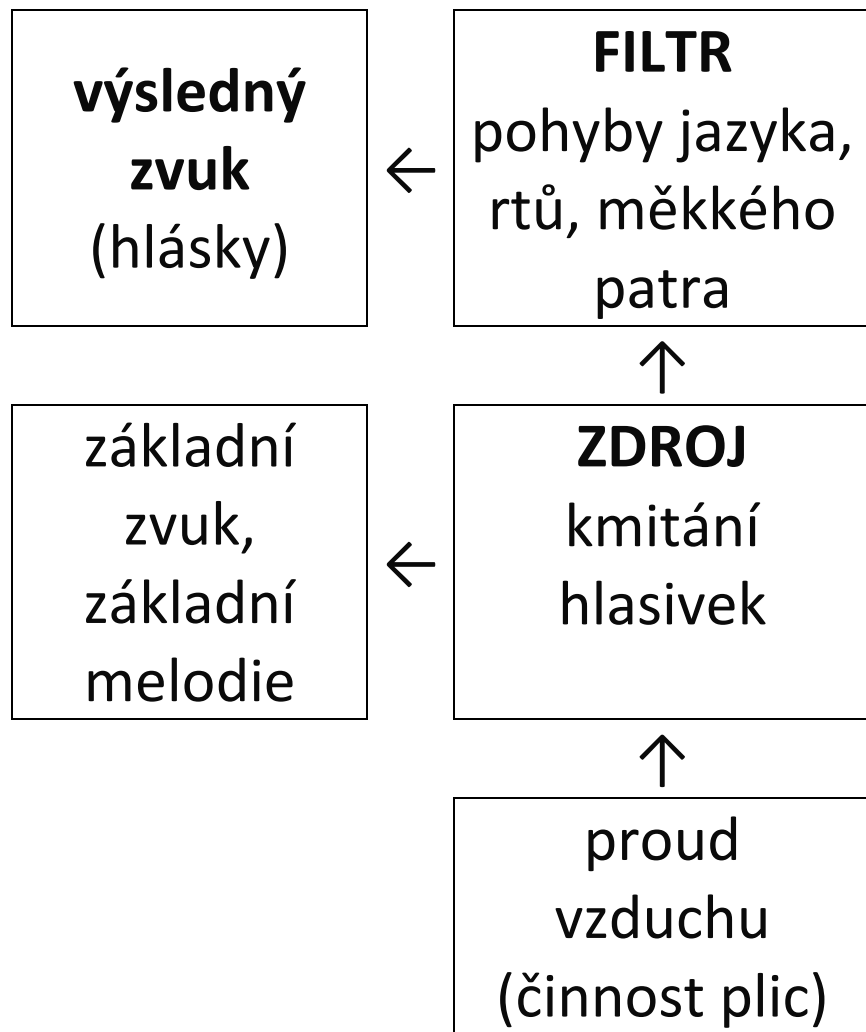 výsledný
zvuk
(hlásky)
←
FILTR
pohyby jazyka,
rtů, měkkého
patra
↑
základní
zvuk,
základní
melodie
←
ZDROJ
kmitání
hlasivek
↑
proud
vzduchu
(činnost plic)